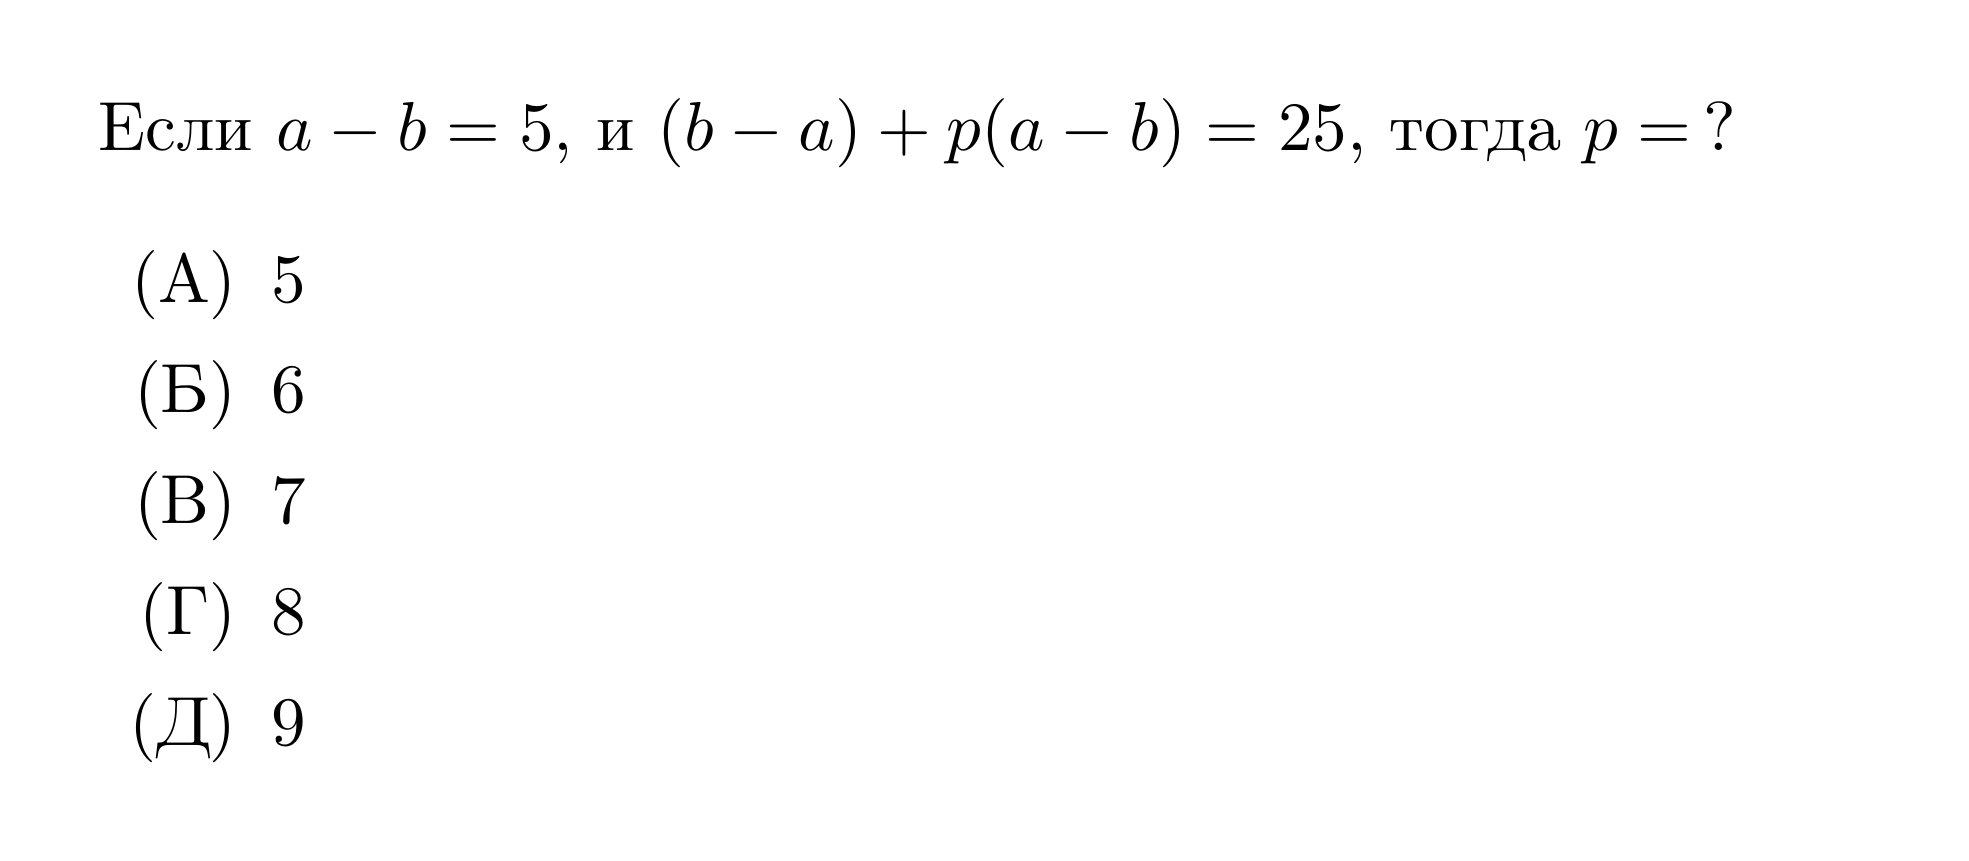 Если a − b = 5, и (b − a) + p(a − b) = 25, тогда p = ?
(А) 5
(Б) 6
(В) 7
(Г) 8
(Д) 9